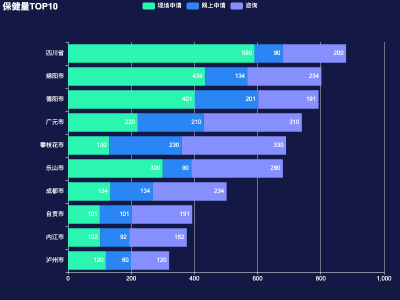 保健量TOP10
现场申请 网上申请 咨询
四川省 590 90 200
绵阳市 434 134 234
德阳市 401 201 191
广元市 220 210 310
攀枝花市 130 230 330
乐山市 300 90 290
成都市 134 134 234
自贡市 101 101 191
内江市 102 92 182
泸州市 120 80 120
0 200 400 600 800 1,000